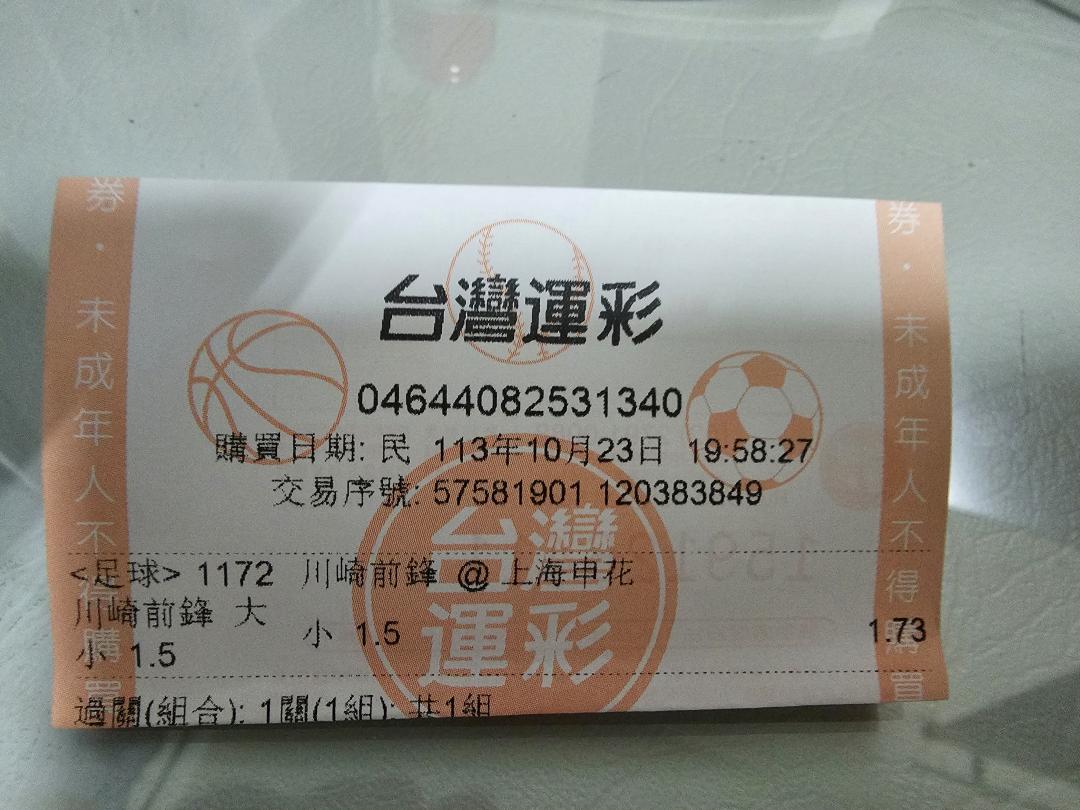 台灣運彩
04644082531340
購買日期: 民 113年10月23日 19:58:27
交易序號: 57581901 120383849
台灣
運彩
<足球> 1172 川崎前鋒 @ 上海申花
川崎前鋒 大
小 1.5
小 1.5
1.73
過關(組合): 1關(1組): 共1組
券·未成年人不得購買
券·未成年人不得購買